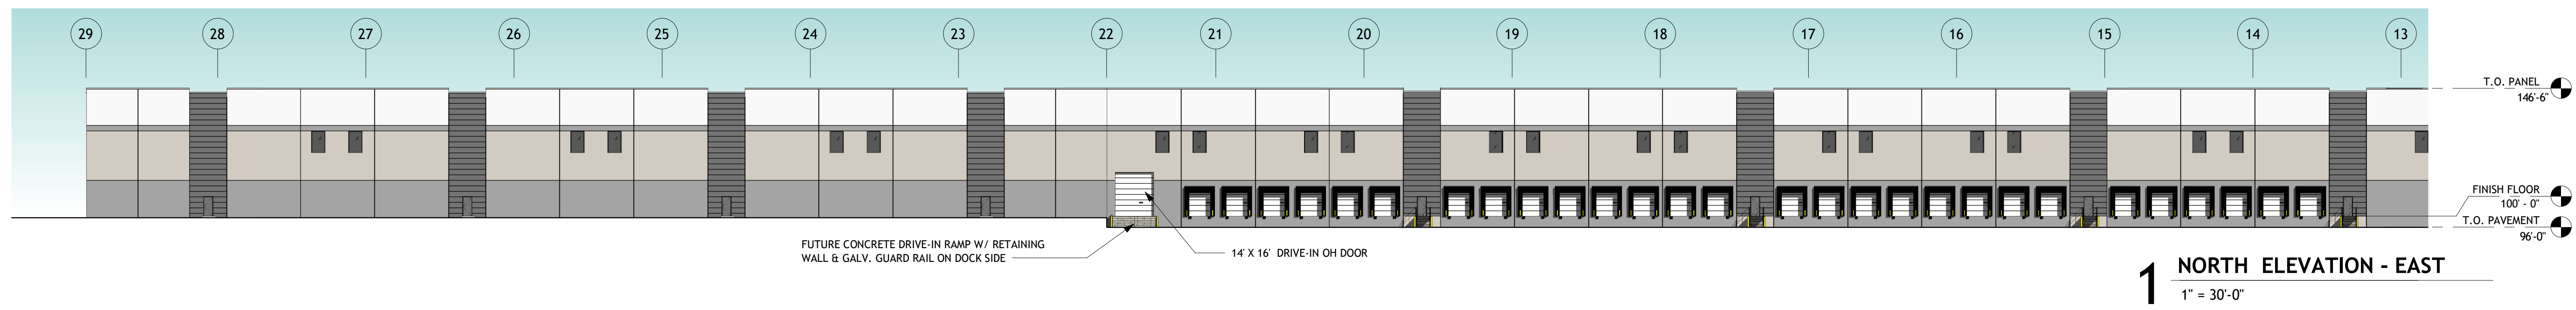 29 28 27 26 25 24 23 22 21 20 19 18 17 16 15 14 13
T.O. PANEL
146'-6"
FINISH FLOOR
100' - 0"
T.O. PAVEMENT
96'-0"
FUTURE CONCRETE DRIVE-IN RAMP W/ RETAINING
WALL & GALV. GUARD RAIL ON DOCK SIDE
14' X 16' DRIVE-IN OH DOOR
1 NORTH ELEVATION - EAST
1" = 30'-0"